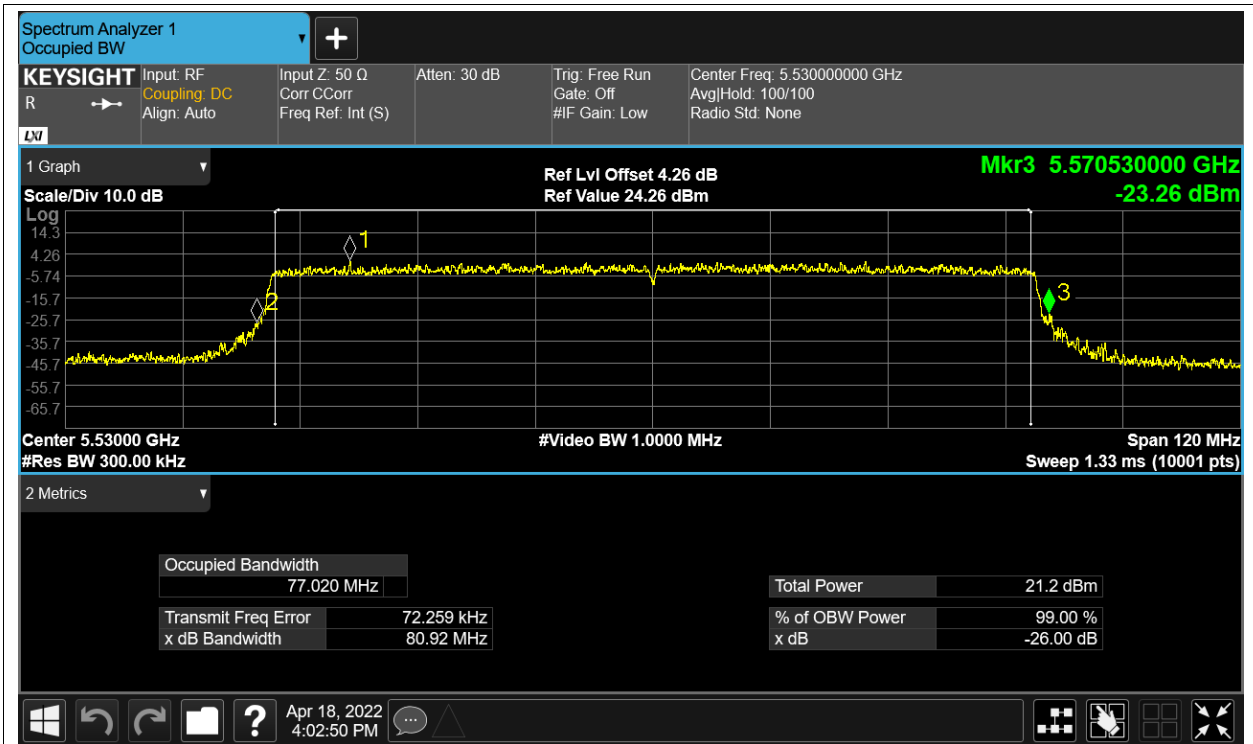 Spectrum Analyzer 1
Occupied BW
KEYSIGHT
R
LXI
Input: RF
Coupling: DC
Align: Auto
Input Z: 50 Ω
Corr CCorr
Freq Ref: Int (S)
Atten: 30 dB
Trig: Free Run
Gate: Off
#IF Gain: Low
Center Freq: 5.530000000 GHz
Avg|Hold: 100/100
Radio Std: None
1 Graph
Scale/Div 10.0 dB
Ref Lvl Offset 4.26 dB
Ref Value 24.26 dBm
Mkr3 5.570530000 GHz
-23.26 dBm
Log
14.3
4.26
-5.74
-15.7
-25.7
-35.7
-45.7
-55.7
-65.7
1
2
3
Center 5.53000 GHz
#Video BW 1.0000 MHz
Span 120 MHz
#Res BW 300.00 kHz
Sweep 1.33 ms (10001 pts)
2 Metrics
Occupied Bandwidth
77.020 MHz
Transmit Freq Error 72.259 kHz
x dB Bandwidth 80.92 MHz
Total Power 21.2 dBm
% of OBW Power 99.00 %
x dB -26.00 dB
?
Apr 18, 2022
4:02:50 PM